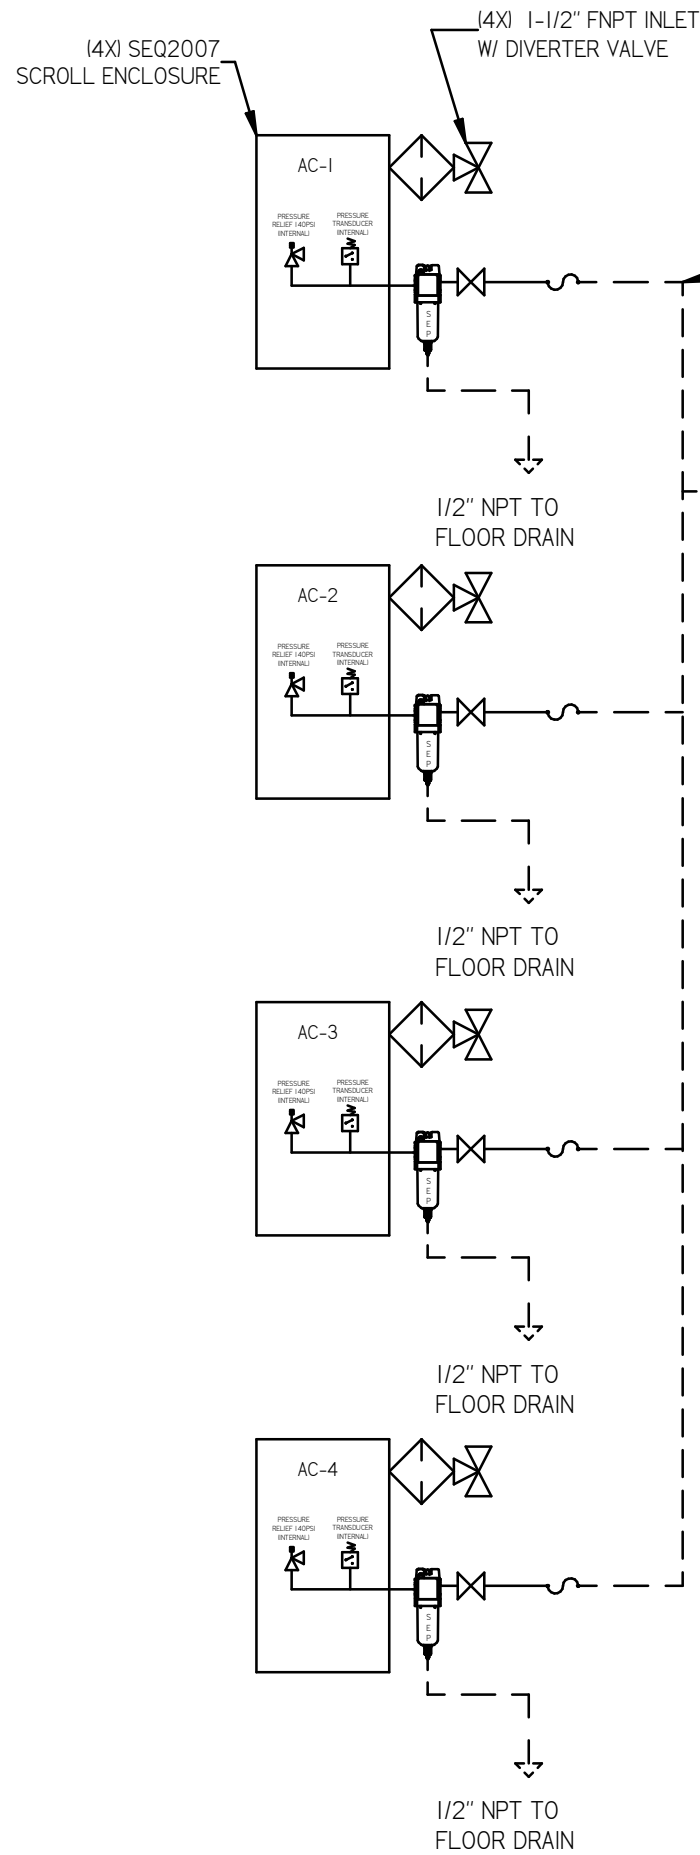 (4X) 1-1/2" FNPT INLET
W/ DIVERTER VALVE
(4X) SEQ2007
SCROLL ENCLOSURE
AC-1
PRESSURE
RELIEF 140PSI
(INTERNAL)
PRESSURE
TRANSDUCER
(INTERNAL)
S
E
P
1/2" NPT TO
FLOOR DRAIN
AC-2
PRESSURE
RELIEF 140PSI
(INTERNAL)
PRESSURE
TRANSDUCER
(INTERNAL)
S
E
P
1/2" NPT TO
FLOOR DRAIN
AC-3
PRESSURE
RELIEF 140PSI
(INTERNAL)
PRESSURE
TRANSDUCER
(INTERNAL)
S
E
P
1/2" NPT TO
FLOOR DRAIN
AC-4
PRESSURE
RELIEF 140PSI
(INTERNAL)
PRESSURE
TRANSDUCER
(INTERNAL)
S
E
P
1/2" NPT TO
FLOOR DRAIN